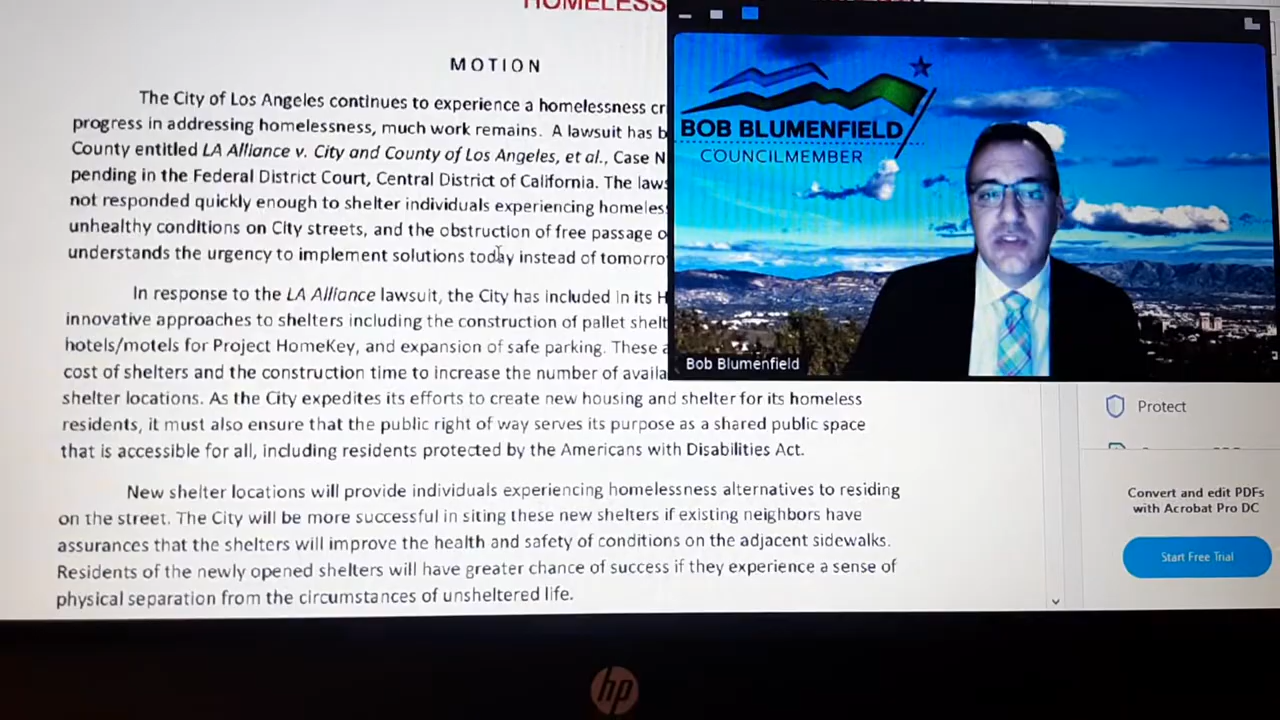 HOMELESS
MOTION
The City of Los Angeles continues to experience a homelessness cr
progress in addressing homelessness, much work remains. A lawsuit has b
County entitled LA Alliance v. City and County of Los Angeles, et al., Case N
pending in the Federal District Court, Central District of California. The laws
not responded quickly enough to shelter individuals experiencing homeles
unhealthy conditions on City streets, and the obstruction of free passage o
understands the urgency to implement solutions today instead of tomorro
In response to the LA Alliance lawsuit, the City has included in its H
innovative approaches to shelters including the construction of pallet shelt
hotels/motels for Project HomeKey, and expansion of safe parking. These a
cost of shelters and the construction time to increase the number of availa
shelter locations. As the City expedites its efforts to create new housing and shelter for its homeless
residents, it must also ensure that the public right of way serves its purpose as a shared public space
that is accessible for all, including residents protected by the Americans with Disabilities Act.
New shelter locations will provide individuals experiencing homelessness alternatives to residing
on the street. The City will be more successful in siting these new shelters if existing neighbors have
assurances that the shelters will improve the health and safety of conditions on the adjacent sidewalks.
Residents of the newly opened shelters will have greater chance of success if they experience a sense of
physical separation from the circumstances of unsheltered life.
BOB BLUMENFIELD
COUNCILMEMBER
Bob Blumenfield
Protect
Convert and edit PDFs
with Acrobat Pro DC
Start Free Trial
hp